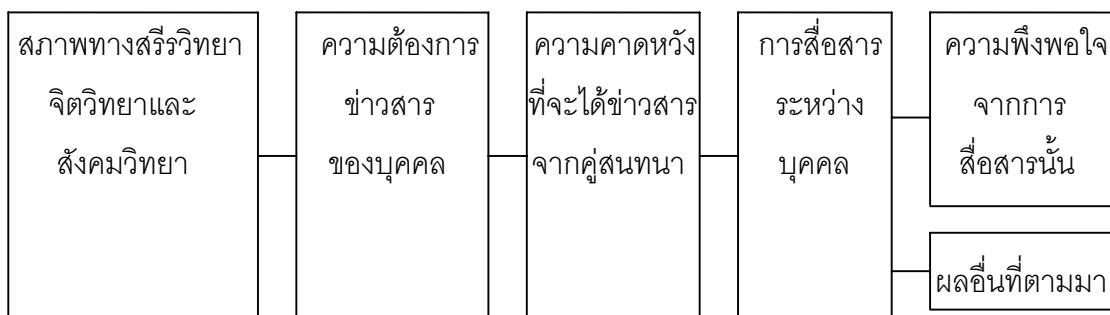 สภาพทางสรีรวิทยา
จิตวิทยาและ
สังคมวิทยา
ความต้องการ
ข่าวสาร
ของบุคคล
ความคาดหวัง
ที่จะได้ข่าวสาร
จากคู่สนทนา
การสื่อสาร
ระหว่าง
บุคคล
ความพึงพอใจ
จากการ
สื่อสารนั้น
ผลอื่นที่ตามมา